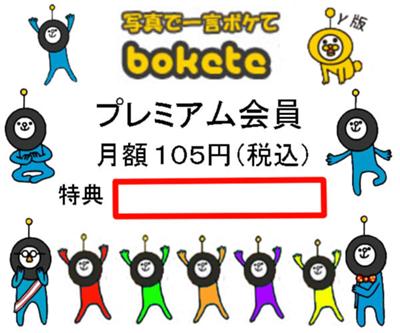 写真で一言ボケて
bokete
y版
プレミアム会員
月額105円(税込)
特典